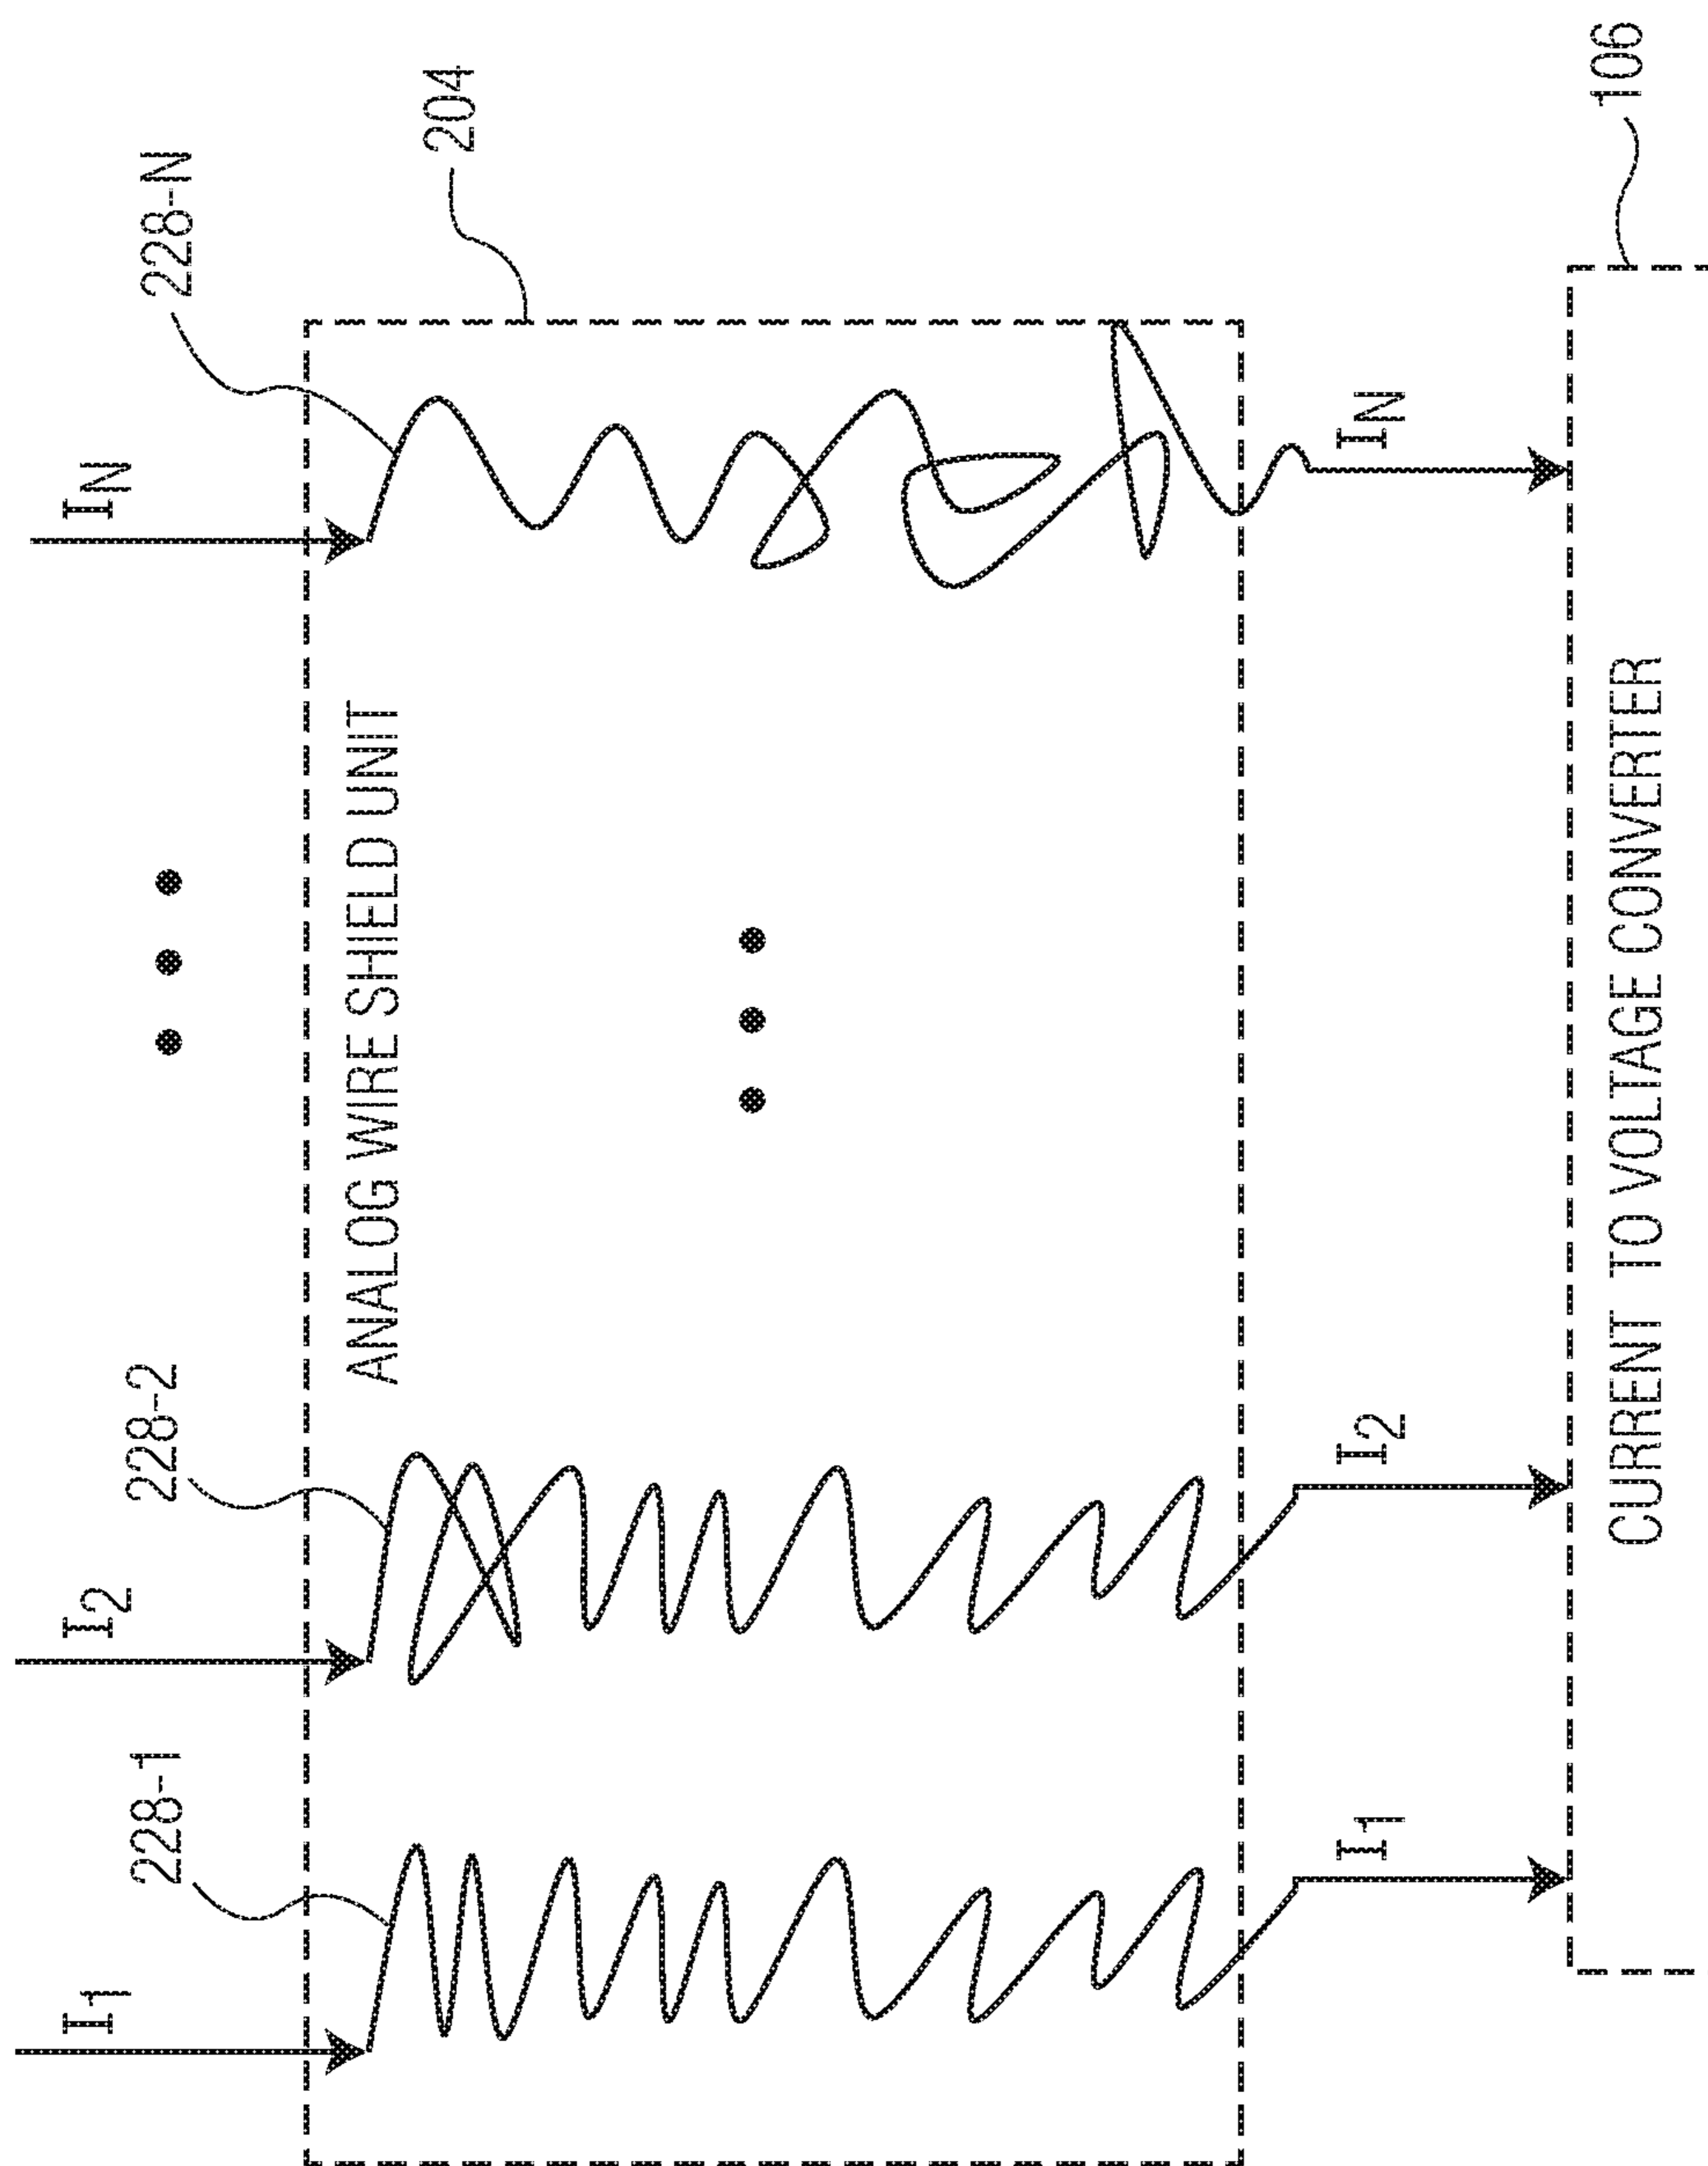 I1
I2
IN
228-1
228-2
228-N
204
ANALOG WIRE SHIELD UNIT
I1
I2
IN
106
CURRENT TO VOLTAGE CONVERTER